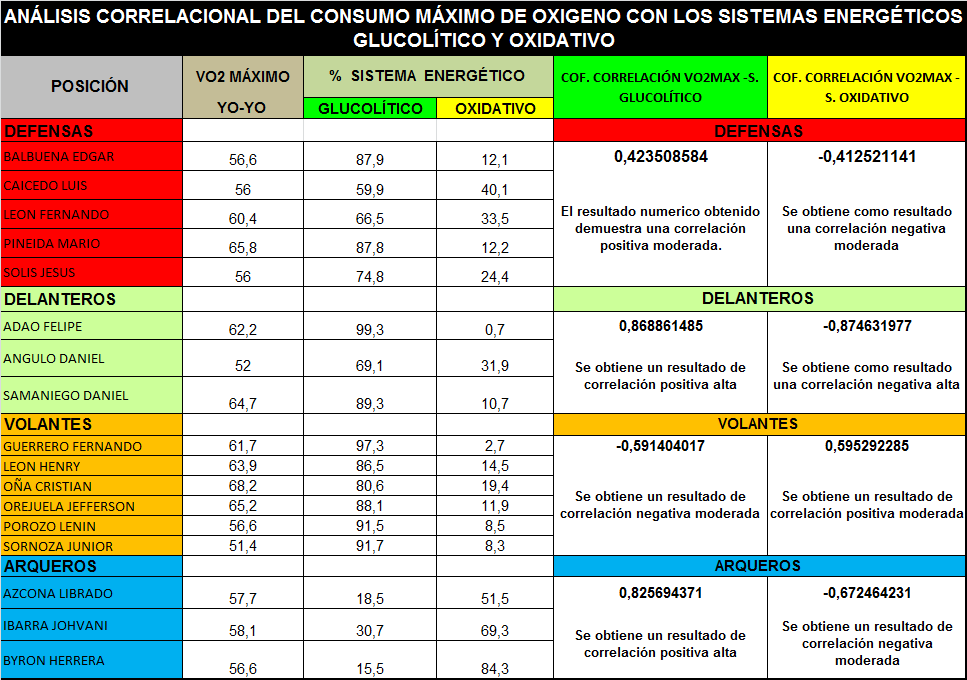 ANÁLISIS CORRELACIONAL DEL CONSUMO MÁXIMO DE OXIGENO CON LOS SISTEMAS ENERGÉTICOS
GLUCOLÍTICO Y OXIDATIVO
POSICIÓN
VO2 MÁXIMO
YO-YO
% SISTEMA ENERGÉTICO
GLUCOLÍTICO OXIDATIVO
COF. CORRELACIÓN VO2MAX -S.
GLUCOLÍTICO
COF. CORRELACIÓN VO2MAX -
S. OXIDATIVO
DEFENSAS
BALBUENA EDGAR 56,6 87,9 12,1
CAICEDO LUIS 56 59,9 40,1
LEON FERNANDO 60,4 66,5 33,5
PINEIDA MARIO 65,8 87,8 12,2
SOLIS JESUS 56 74,8 24,4
DEFENSAS
0,423508584
El resultado numerico obtenido
demuestra una correlación
positiva moderada.
-0,412521141
Se obtiene como resultado
una correlación negativa
moderada
DELANTEROS
ADAO FELIPE 62,2 99,3 0,7
ANGULO DANIEL 52 69,1 31,9
SAMANIEGO DANIEL 64,7 89,3 10,7
DELANTEROS
0,868861485
Se obtiene un resultado de
correlación positiva alta
-0,874631977
Se obtiene como resultado
una correlación negativa alta
VOLANTES
GUERRERO FERNANDO 61,7 97,3 2,7
LEON HENRY 63,9 86,5 14,5
OÑA CRISTIAN 68,2 80,6 19,4
OREJUELA JEFFERSON 65,2 88,1 11,9
POROZO LENIN 56,6 91,5 8,5
SORNOZA JUNIOR 51,4 91,7 8,3
VOLANTES
-0,591404017
Se obtiene un resultado de
correlación negativa moderada
0,595292285
Se obtiene un resultado de
correlación positiva moderada
ARQUEROS
AZCONA LIBRADO 57,7 18,5 51,5
IBARRA JOHVANI 58,1 30,7 69,3
BYRON HERRERA 56,6 15,5 84,3
ARQUEROS
0,825694371
Se obtiene un resultado de
correlación positiva alta
-0,672464231
Se obtiene un resultado de
correlación negativa
moderada